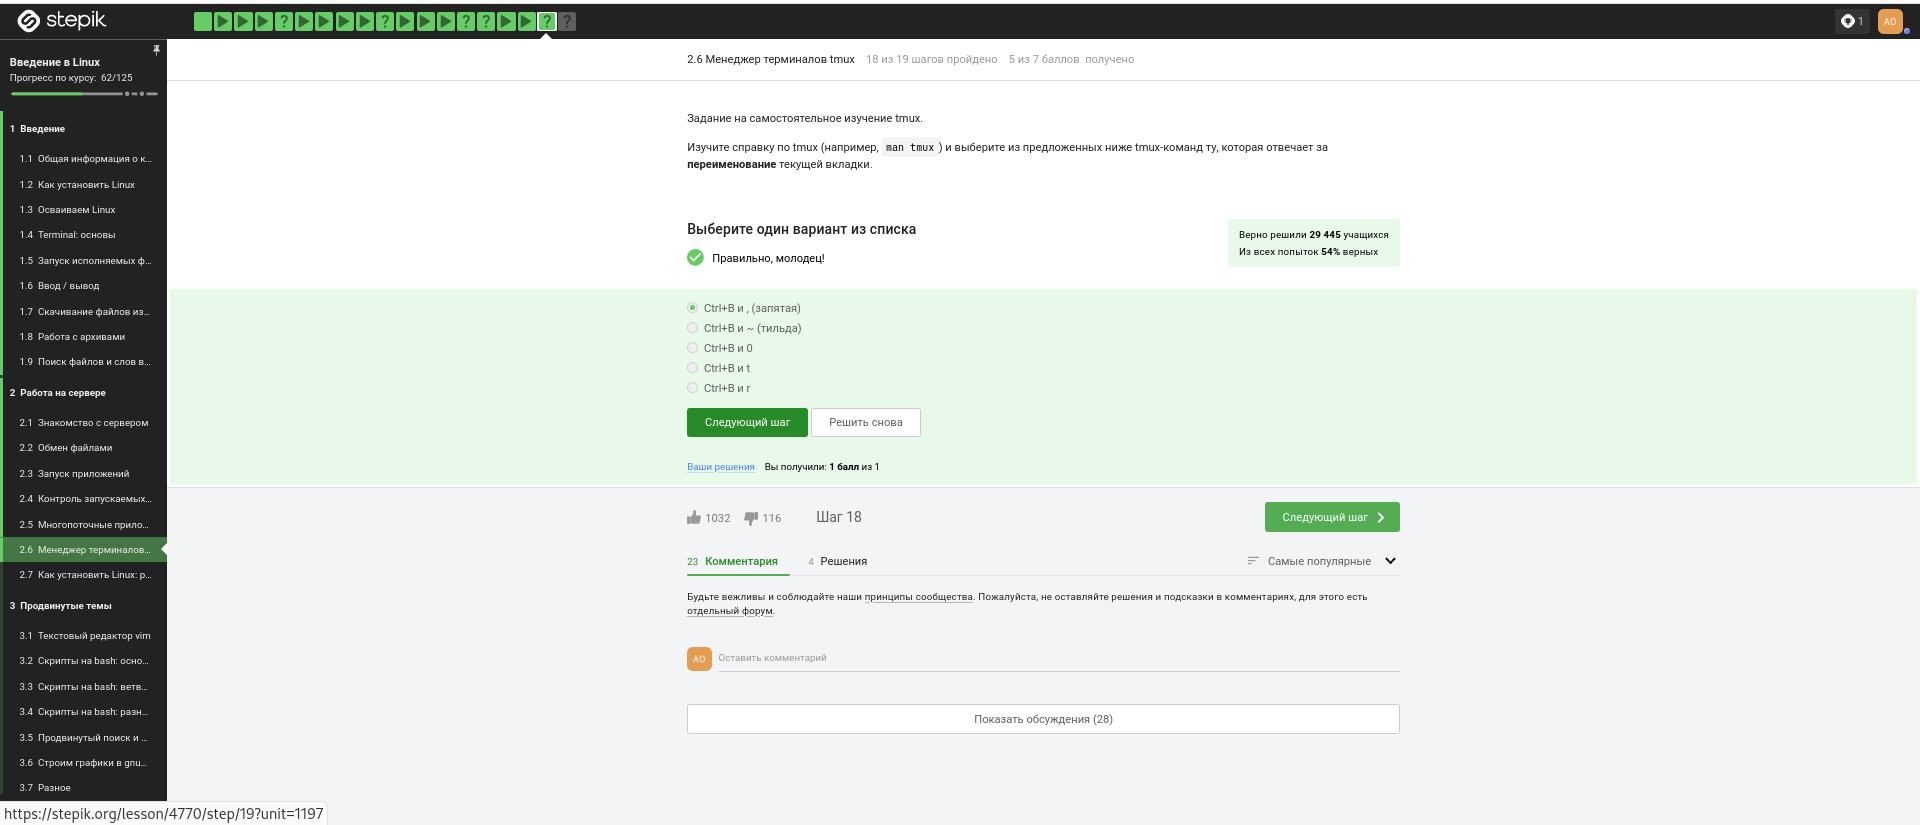 stepik
1
AO
Введение в Linux
Прогресс по курсу: 62/125
1 Введение
1.1 Общая информация о к...
1.2 Как установить Linux
1.3 Осваиваем Linux
1.4 Terminal: основы
1.5 Запуск исполняемых ф...
1.6 Ввод / вывод
1.7 Скачивание файлов из...
1.8 Работа с архивами
1.9 Поиск файлов и слов в...
2 Работа на сервере
2.1 Знакомство с сервером
2.2 Обмен файлами
2.3 Запуск приложений
2.4 Контроль запускаемых...
2.5 Многопоточные прило...
2.6 Менеджер терминалов...
2.7 Как установить Linux: р...
3 Продвинутые темы
3.1 Текстовый редактор vim
3.2 Скрипты на bash: осно...
3.3 Скрипты на bash: ветв...
3.4 Скрипты на bash: разн...
3.5 Продвинутый поиск и ...
3.6 Строим графики в gnu...
3.7 Разное
2.6 Менеджер терминалов tmux 18 из 19 шагов пройдено 5 из 7 баллов получено
Задание на самостоятельное изучение tmux.
Изучите справку по tmux (например, man tmux) и выберите из предложенных ниже tmux-команд ту, которая отвечает за
переименование текущей вкладки.
Выберите один вариант из списка
Верно решили 29 445 учащихся
Из всех попыток 54% верных
Правильно, молодец!
Ctrl+B и , (запятая)
Ctrl+B и ~ (тильда)
Ctrl+B и 0
Ctrl+B и t
Ctrl+B и r
Следующий шаг Решить снова
Ваши решения Вы получили: 1 балл из 1
1032 116 Шаг 18 Следующий шаг
23 Комментария 4 Решения Самые популярные
Будьте вежливы и соблюдайте наши принципы сообщества. Пожалуйста, не оставляйте решения и подсказки в комментариях, для этого есть
отдельный форум.
AO Оставить комментарий
Показать обсуждения (28)
https://stepik.org/lesson/4770/step/19?unit=1197